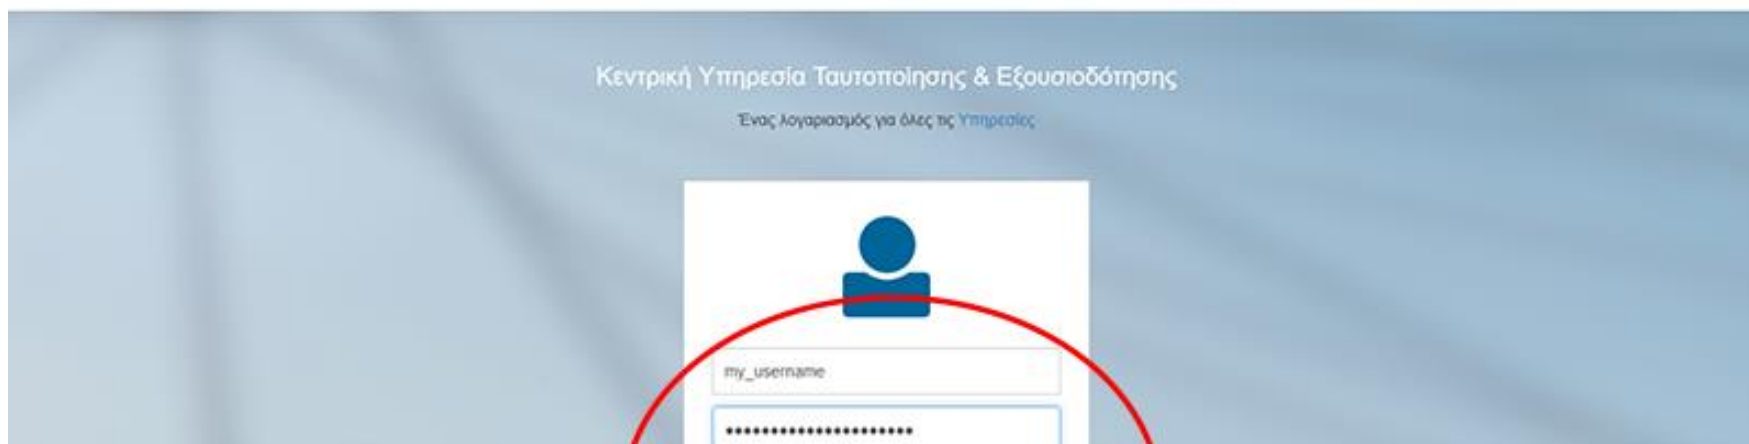 Κεντρική Υπηρεσία Ταυτοποίησης & Εξουσιοδότησης
Ένας λογαριασμός για όλες τις Υπηρεσίες
my_username
•••••••••••••••••••••